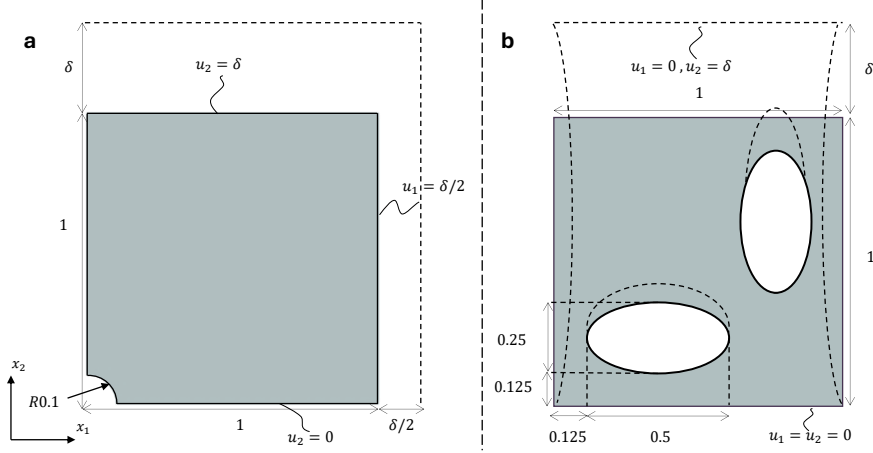 a
δ
u₂ = δ
1
u₁ = δ/2
R0.1
x₂
x₁
1
δ/2
u₂ = 0
b
u₁ = 0 , u₂ = δ
1
δ
1
0.25
0.125
0.125
0.5
u₁ = u₂ = 0